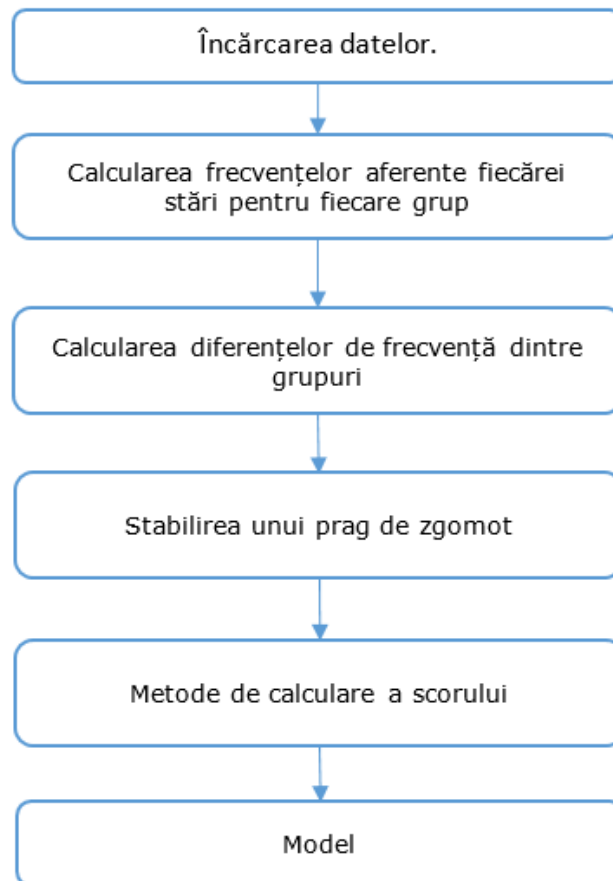 Încărcarea datelor.
Calcularea frecvențelor aferente fiecărei
stări pentru fiecare grup
Calcularea diferențelor de frecvență dintre
grupuri
Stabilirea unui prag de zgomot
Metode de calculare a scorului
Model